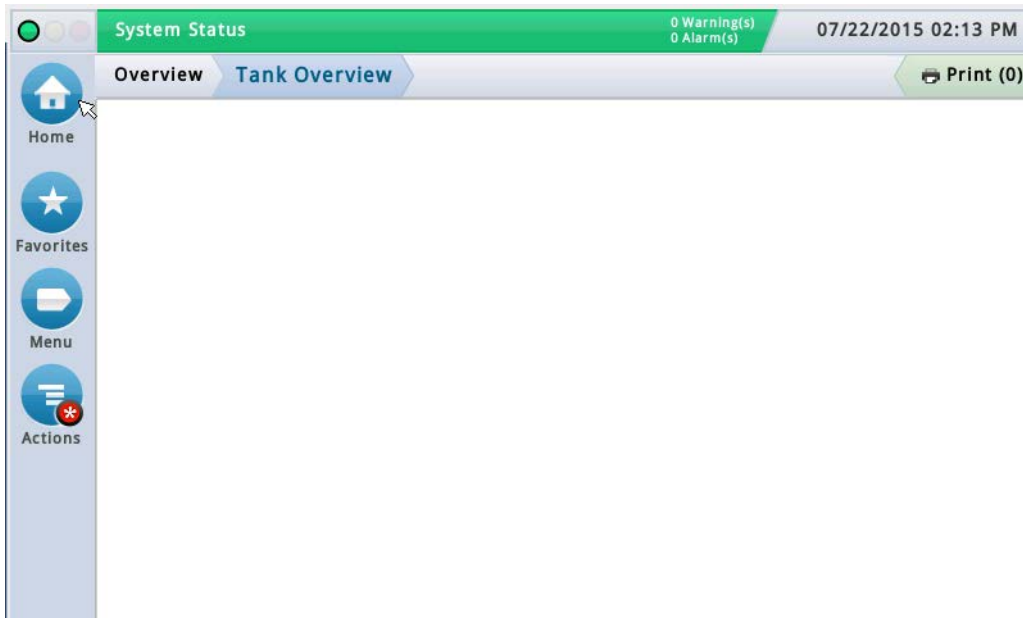 System Status
0 Warning(s)
0 Alarm(s)
07/22/2015 02:13 PM
Overview
Tank Overview
Print (0)
Home
Favorites
Menu
*
Actions